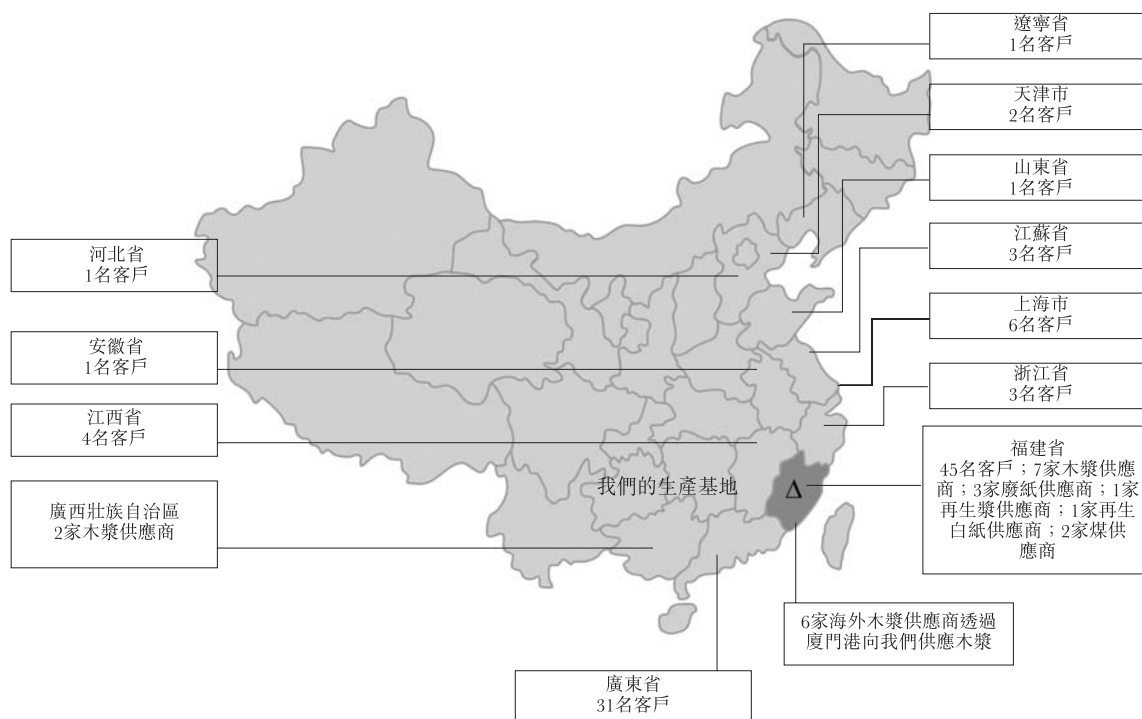 遼寧省
1名客戶
天津市
2名客戶
山東省
1名客戶
江蘇省
3名客戶
上海市
6名客戶
浙江省
3名客戶
河北省
1名客戶
安徽省
1名客戶
江西省
4名客戶
廣西壯族自治區
2家木漿供應商
我們的生產基地
Δ
福建省
45名客戶；7家木漿供應
商；3家廢紙供應商；1家
再生漿供應商；1家再生
白紙供應商；2家煤供
應商
6家海外木漿供應商透過
廈門港向我們供應木漿
廣東省
31名客戶